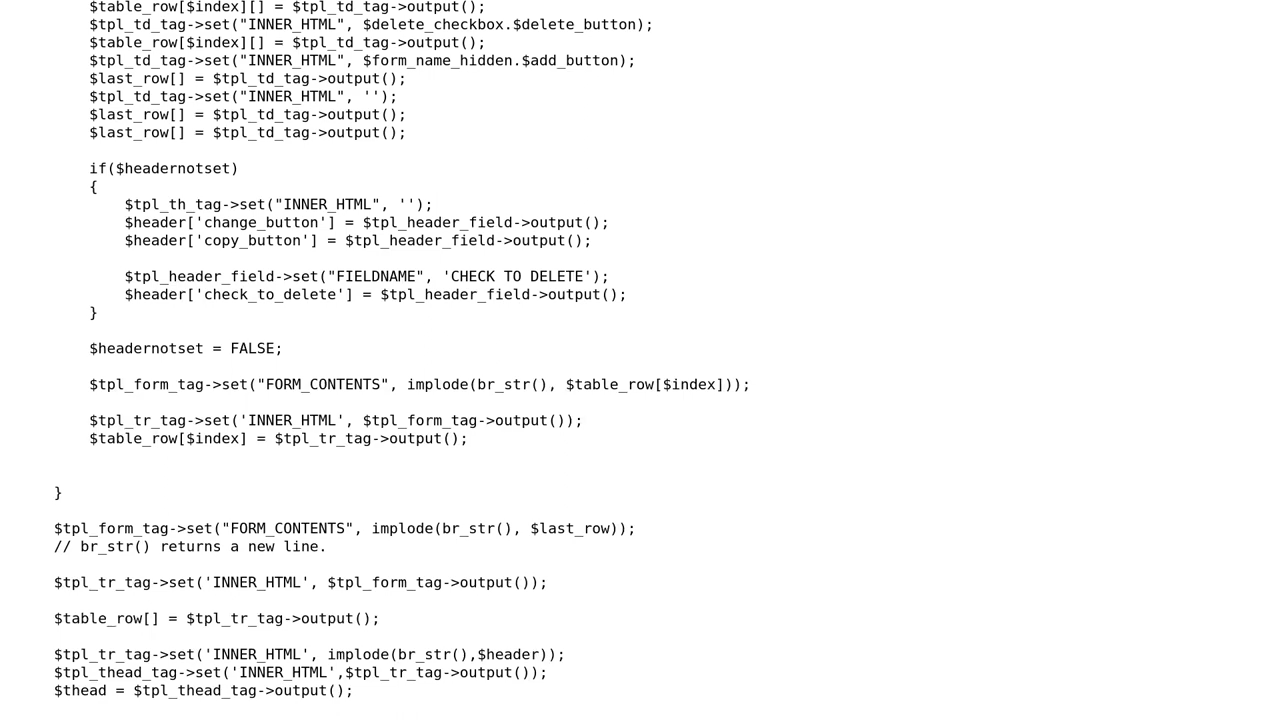 $table_row[$index][] = $tpl_td_tag->output();
$tpl_td_tag->set("INNER_HTML", $delete_checkbox.$delete_button);
$table_row[$index][] = $tpl_td_tag->output();
$tpl_td_tag->set("INNER_HTML", $form_name_hidden.$add_button);
$last_row[] = $tpl_td_tag->output();
$tpl_td_tag->set("INNER_HTML", '');
$last_row[] = $tpl_td_tag->output();
$last_row[] = $tpl_td_tag->output();
if($headernotset)
{
$tpl_th_tag->set("INNER_HTML", '');
$header['change_button'] = $tpl_header_field->output();
$header['copy_button'] = $tpl_header_field->output();
$tpl_header_field->set("FIELDNAME", 'CHECK TO DELETE');
$header['check_to_delete'] = $tpl_header_field->output();
}
$headernotset = FALSE;
$tpl_form_tag->set("FORM_CONTENTS", implode(br_str(), $table_row[$index]));
$tpl_tr_tag->set('INNER_HTML', $tpl_form_tag->output());
$table_row[$index] = $tpl_tr_tag->output();
}
$tpl_form_tag->set("FORM_CONTENTS", implode(br_str(), $last_row));
// br_str() returns a new line.
$tpl_tr_tag->set('INNER_HTML', $tpl_form_tag->output());
$table_row[] = $tpl_tr_tag->output();
$tpl_tr_tag->set('INNER_HTML', implode(br_str(),$header));
$tpl_thead_tag->set('INNER_HTML',$tpl_tr_tag->output());
$thead = $tpl_thead_tag->output();